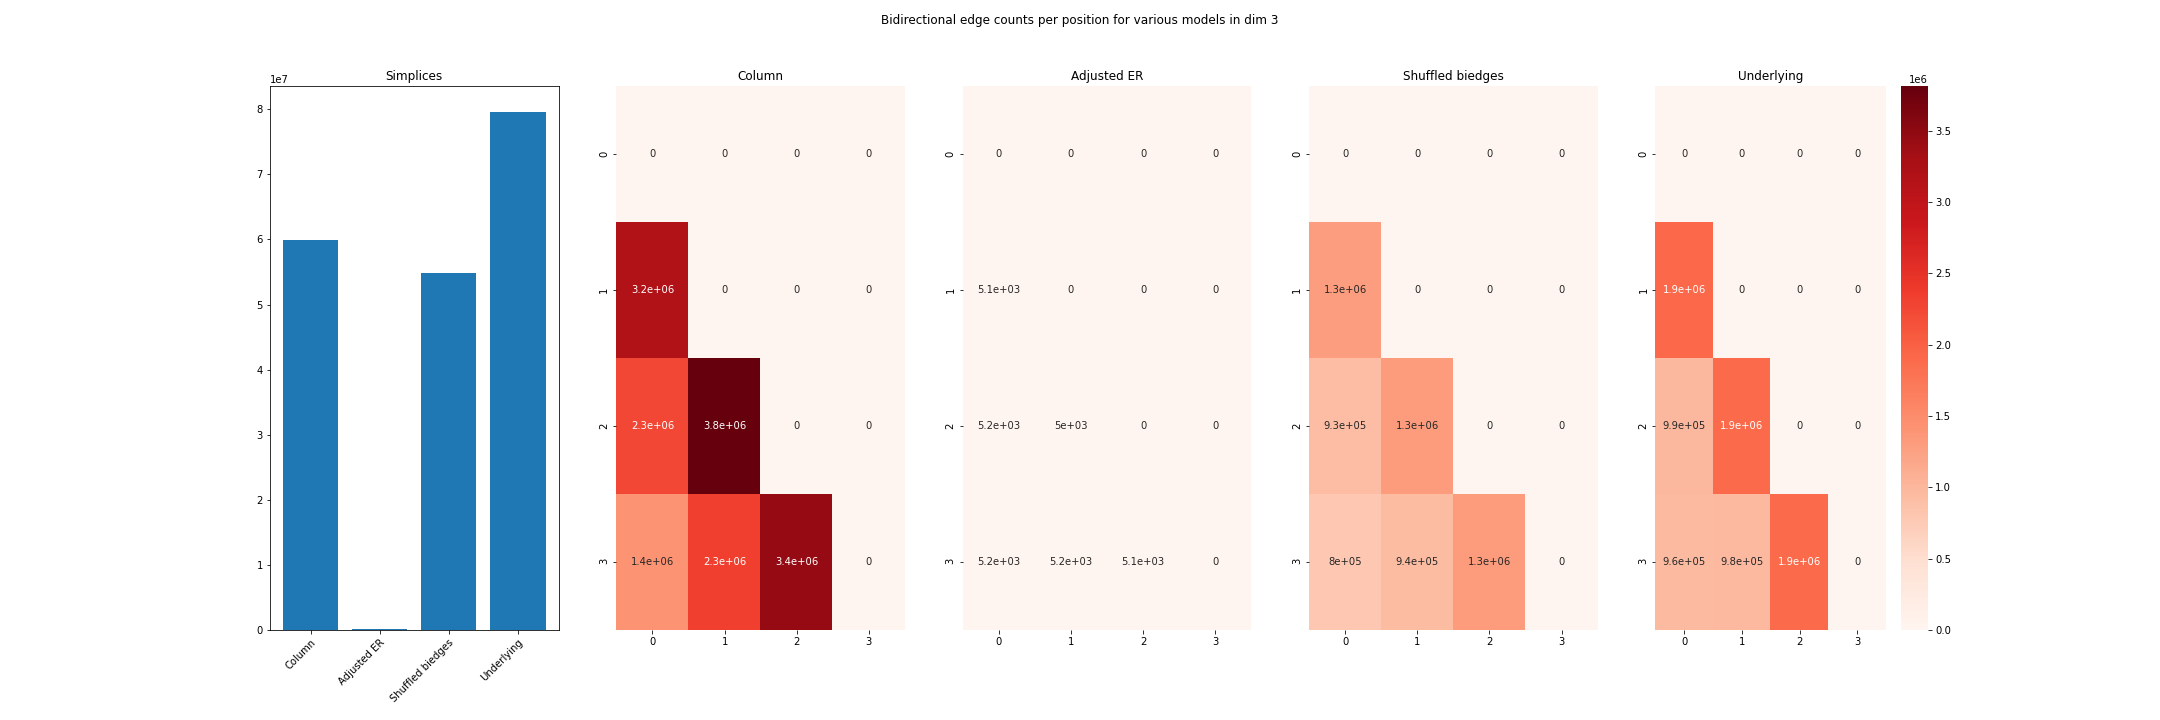 Bidirectional edge counts per position for various models in dim 3
Simplices
1e7
8
7
6
5
4
3
2
1
0
Column
Adjusted ER
Shuffled biedges
Underlying
Column
0 0 0 0 0
1 3.2e+06 0 0 0
2 2.3e+06 3.8e+06 0 0
3 1.4e+06 2.3e+06 3.4e+06 0
0 1 2 3
Adjusted ER
0 0 0 0 0
1 5.1e+03 0 0 0
2 5.2e+03 5e+03 0 0
3 5.2e+03 5.2e+03 5.1e+03 0
0 1 2 3
Shuffled biedges
0 0 0 0 0
1 1.3e+06 0 0 0
2 9.3e+05 1.3e+06 0 0
3 8e+05 9.4e+05 1.3e+06 0
0 1 2 3
Underlying
0 0 0 0 0
1 1.9e+06 0 0 0
2 9.9e+05 1.9e+06 0 0
3 9.6e+05 9.8e+05 1.9e+06 0
0 1 2 3
1e6
3.5
3.0
2.5
2.0
1.5
1.0
0.5
0.0